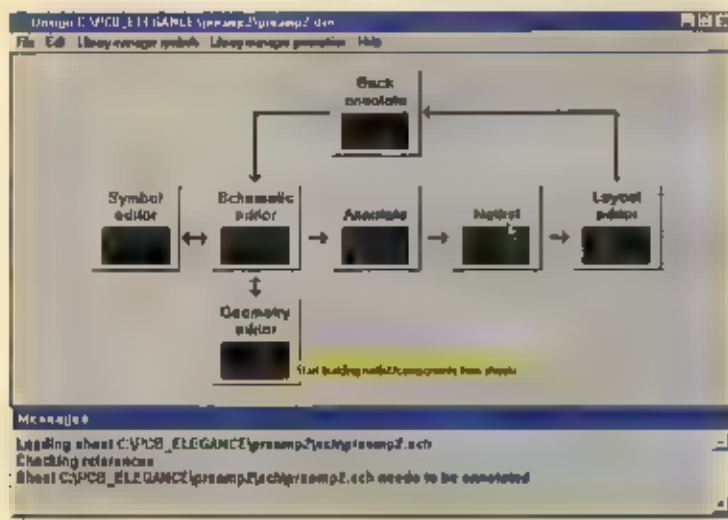 Design C:\PCB_ELEGANCE\preamp2\preamp2.dsn
File Edit Library manager symbols Library manager geometries Help
Back
annotate
Symbol
editor
Schematic
editor
Annotate
Netlist
Layout
editor
Geometry
editor
Start building netlist/components from sheets
Messages
Loading sheet C:\PCB_ELEGANCE\preamp2\sch\preamp2.sch
Checking references
Sheet C:\PCB_ELEGANCE\preamp2\sch\preamp2.sch needs to be annotated